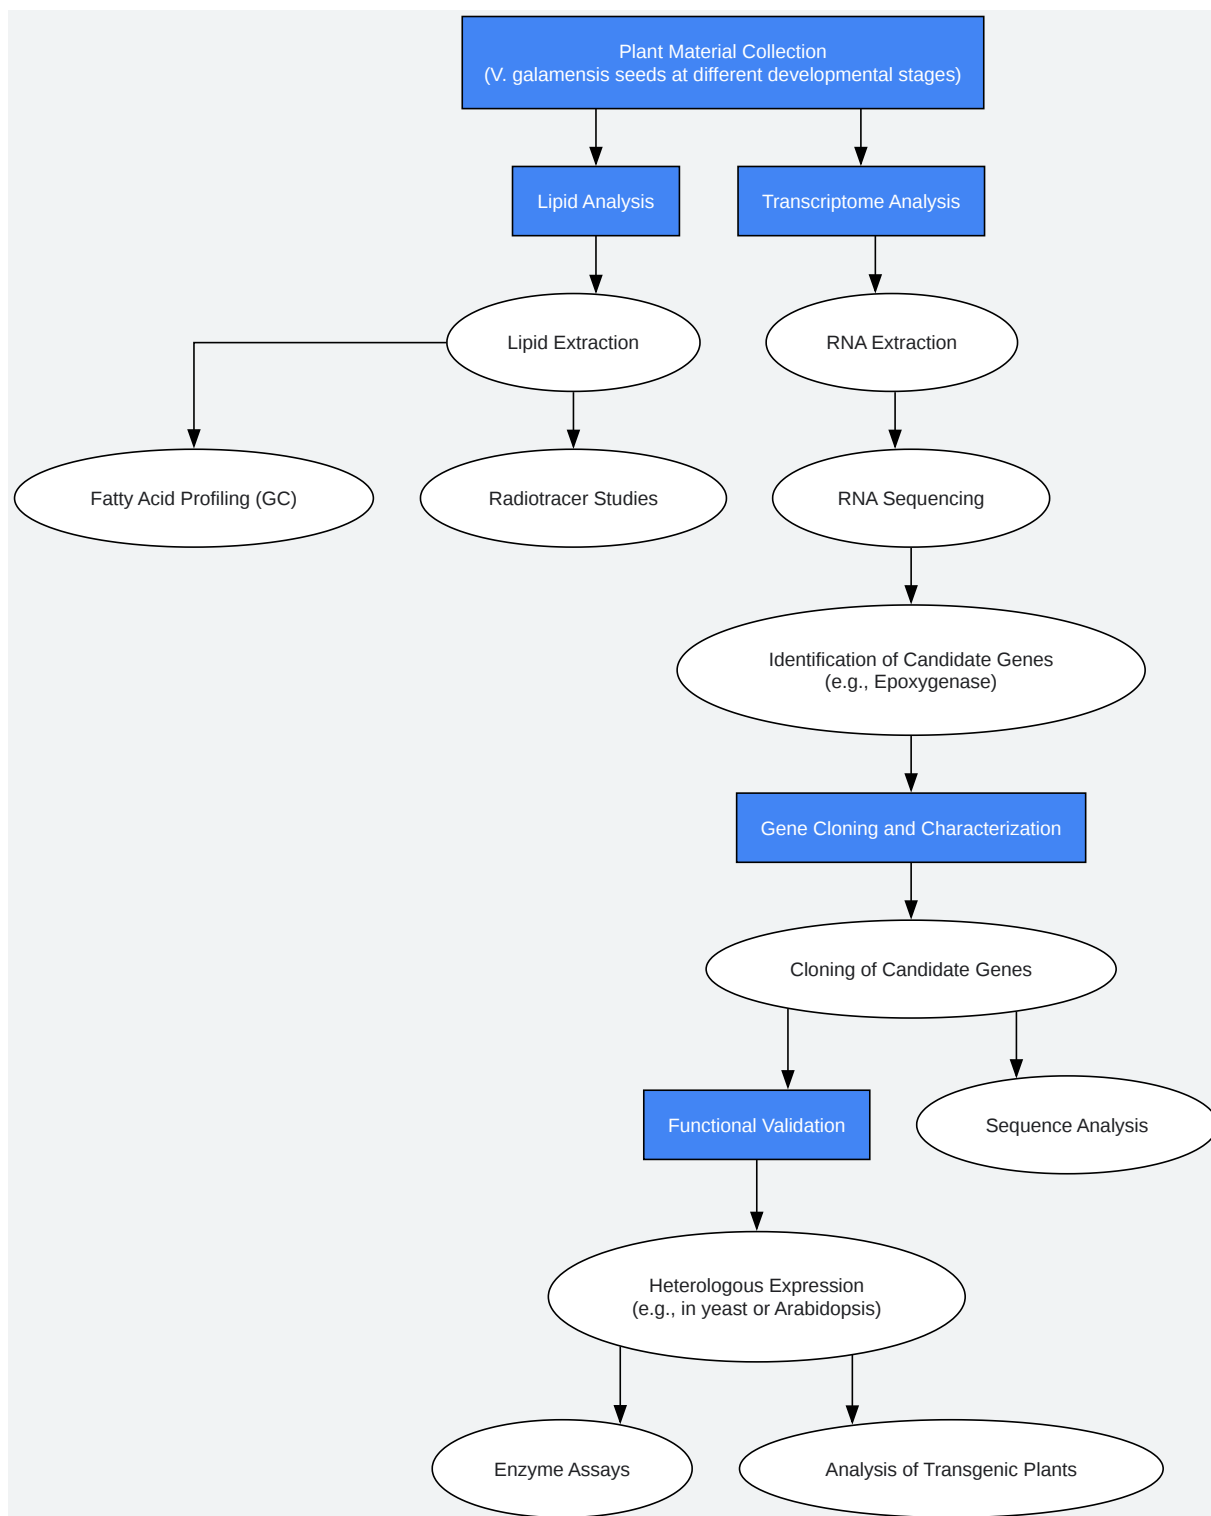 Plant Material Collection
(V. galamensis seeds at different developmental stages)
Lipid Analysis
Transcriptome Analysis
Lipid Extraction
RNA Extraction
Fatty Acid Profiling (GC)
Radiotracer Studies
RNA Sequencing
Identification of Candidate Genes
(e.g., Epoxygenase)
Gene Cloning and Characterization
Cloning of Candidate Genes
Functional Validation
Sequence Analysis
Heterologous Expression
(e.g., in yeast or Arabidopsis)
Enzyme Assays
Analysis of Transgenic Plants